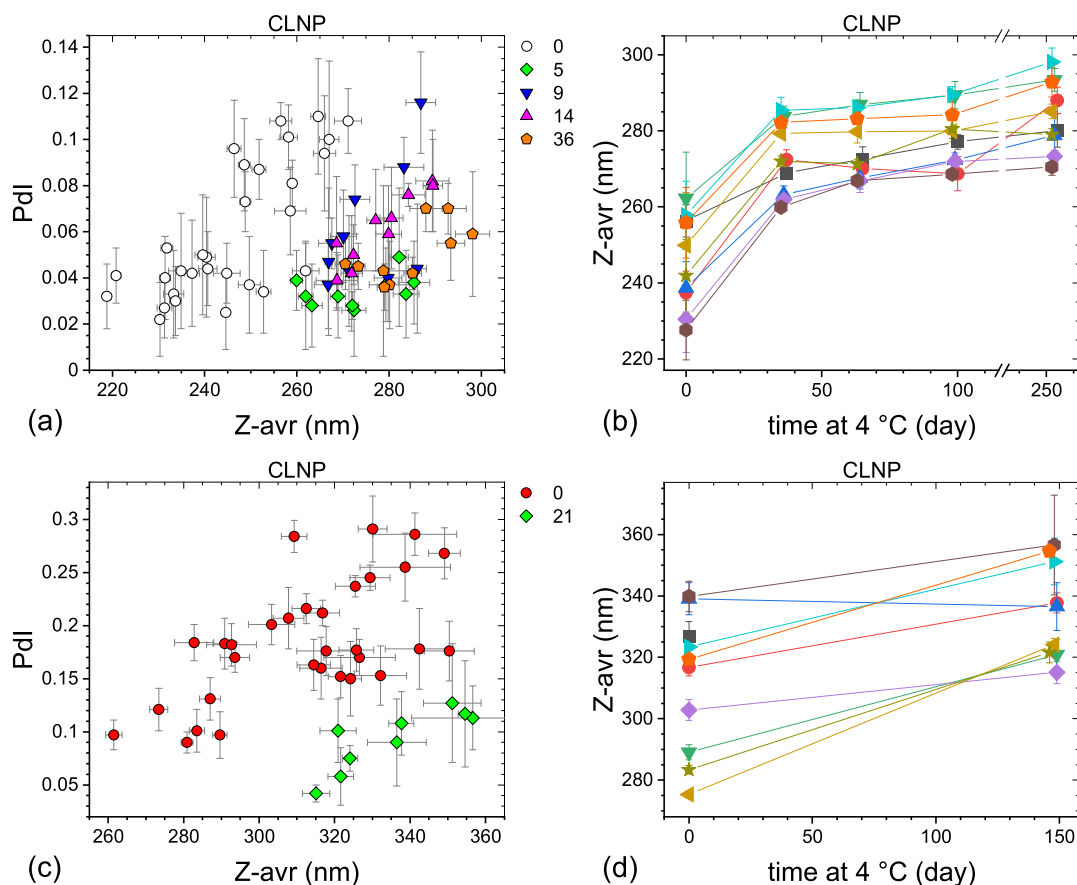 CLNP
0.14
0.12
0.1
0.08
0.06
0.04
0.02
0
PdI
220 240 260 280 300
Z-avr (nm)
(a)
0
5
9
14
36
CLNP
300
280
260
240
220
Z-avr (nm)
0 50 100 250
time at 4 °C (day)
(b)
CLNP
0.3
0.25
0.2
0.15
0.1
0.05
PdI
260 280 300 320 340 360
Z-avr (nm)
(c)
0
21
CLNP
360
340
320
300
280
Z-avr (nm)
0 50 100 150
time at 4 °C (day)
(d)